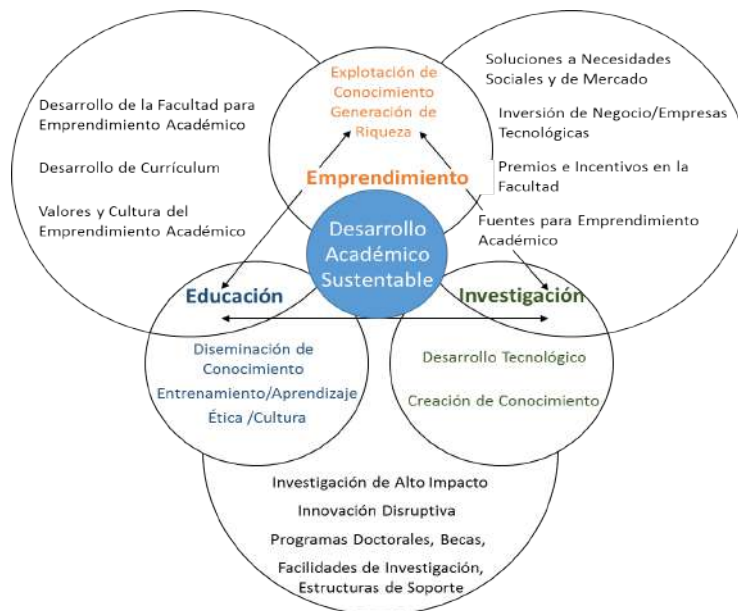 Desarrollo de la Facultad para
Emprendimiento Académico
Desarrollo de Currículum
Valores y Cultura del
Emprendimiento Académico
Explotación de
Conocimiento
Generación de
Riqueza
Emprendimiento
Soluciones a Necesidades
Sociales y de Mercado
Inversión de Negocio/Empresas
Tecnológicas
Premios e Incentivos en la
Facultad
Fuentes para Emprendimiento
Académico
Desarrollo
Académico
Sustentable
Educación
Diseminación de
Conocimiento
Entrenamiento/Aprendizaje
Ética /Cultura
Investigación
Desarrollo Tecnológico
Creación de Conocimiento
Investigación de Alto Impacto
Innovación Disruptiva
Programas Doctorales, Becas,
Facilidades de Investigación,
Estructuras de Soporte